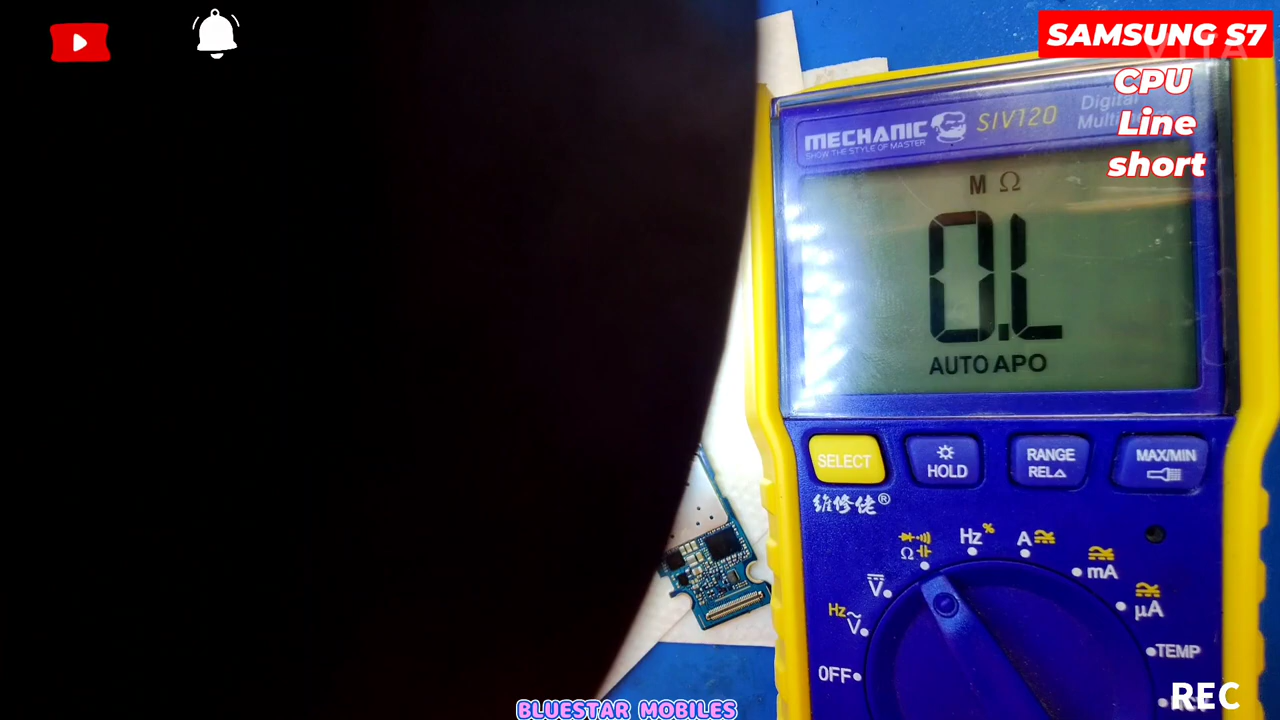 SAMSUNG S7
CPU
Line
short
MECHANIC SIV120 Digital
SHOW THE STYLE OF MASTER
M Ω
0.L
AUTO APO
SELECT
HOLD
RANGE
REL△
MAX/MIN
维修佬®
Hz %
A
Ω
mA
V
μA
Hz
V
TEMP
OFF
REC
BLUESTAR MOBILES